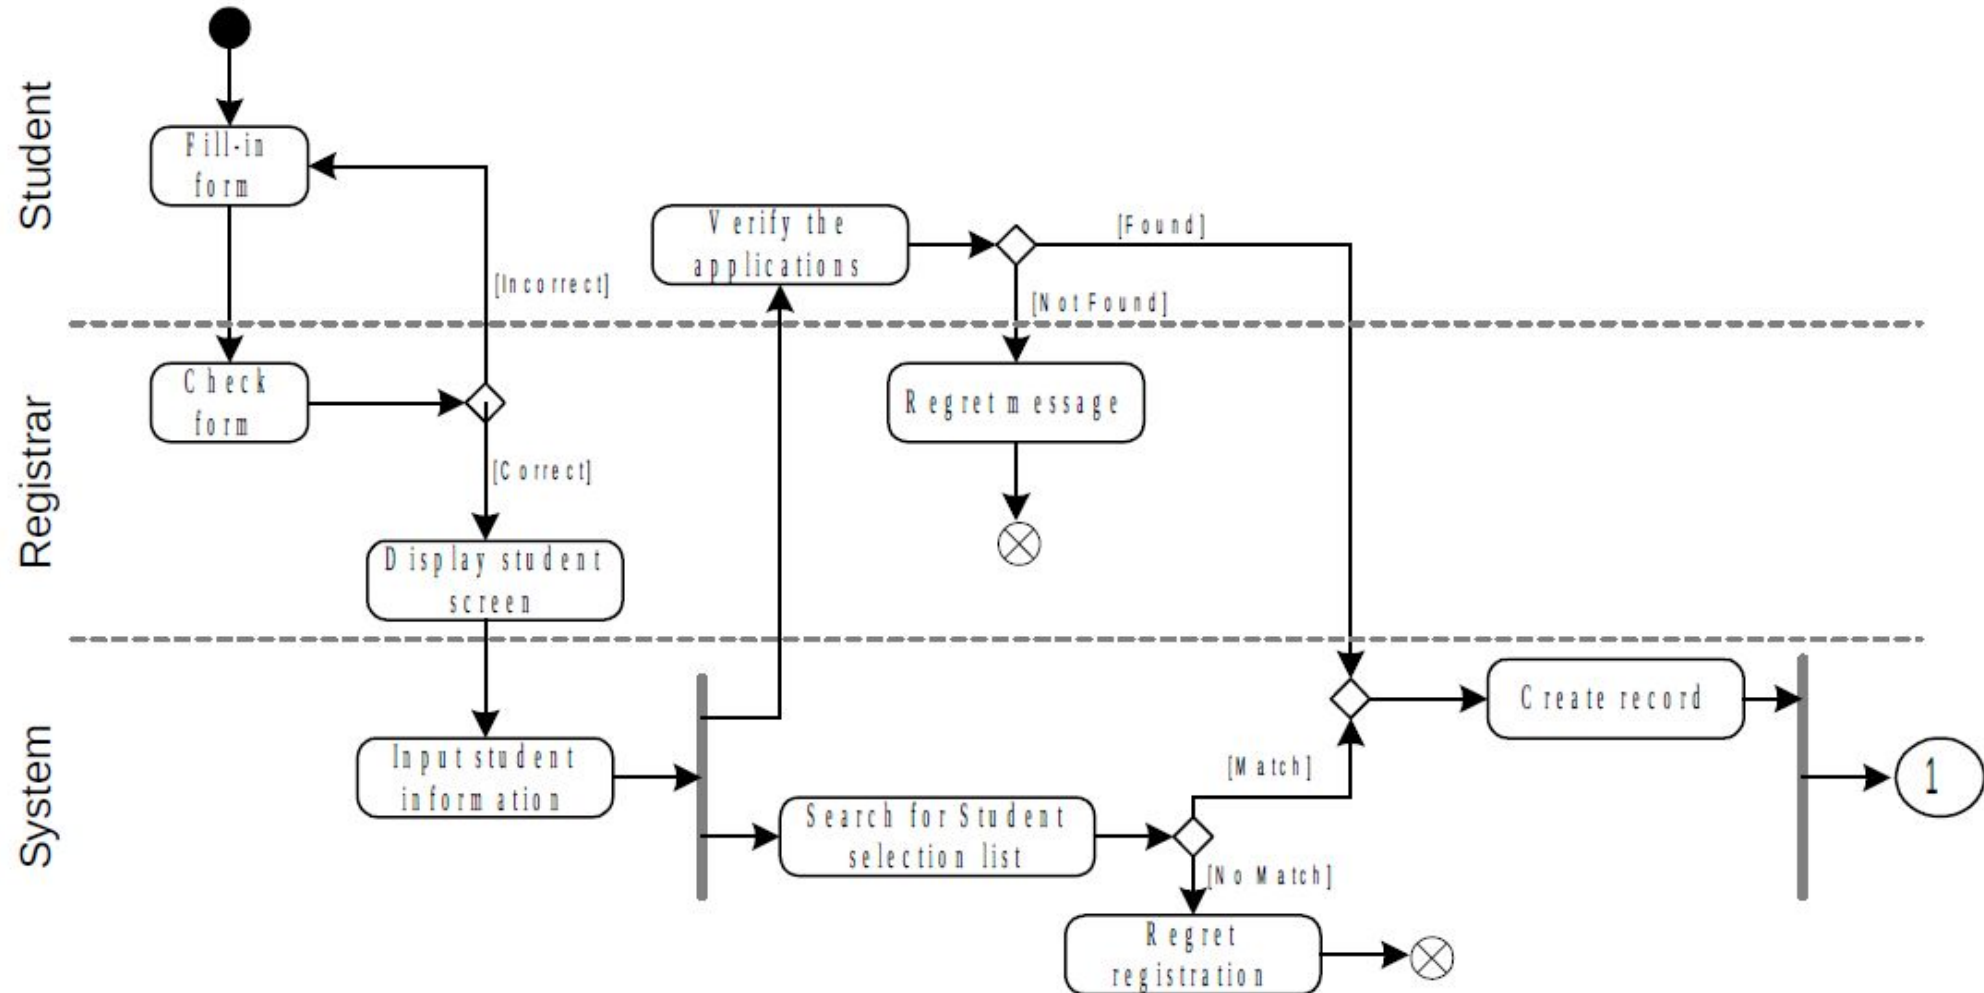 Student
Fill-in
form
[Incorrect]
Verify the
applications
[Found]
[Not Found]
Registrar
Check
form
[Correct]
Regret message
Display student
screen
System
Input student
information
Search for Student
selection list
[Match]
[No Match]
Regret
registration
Create record
1